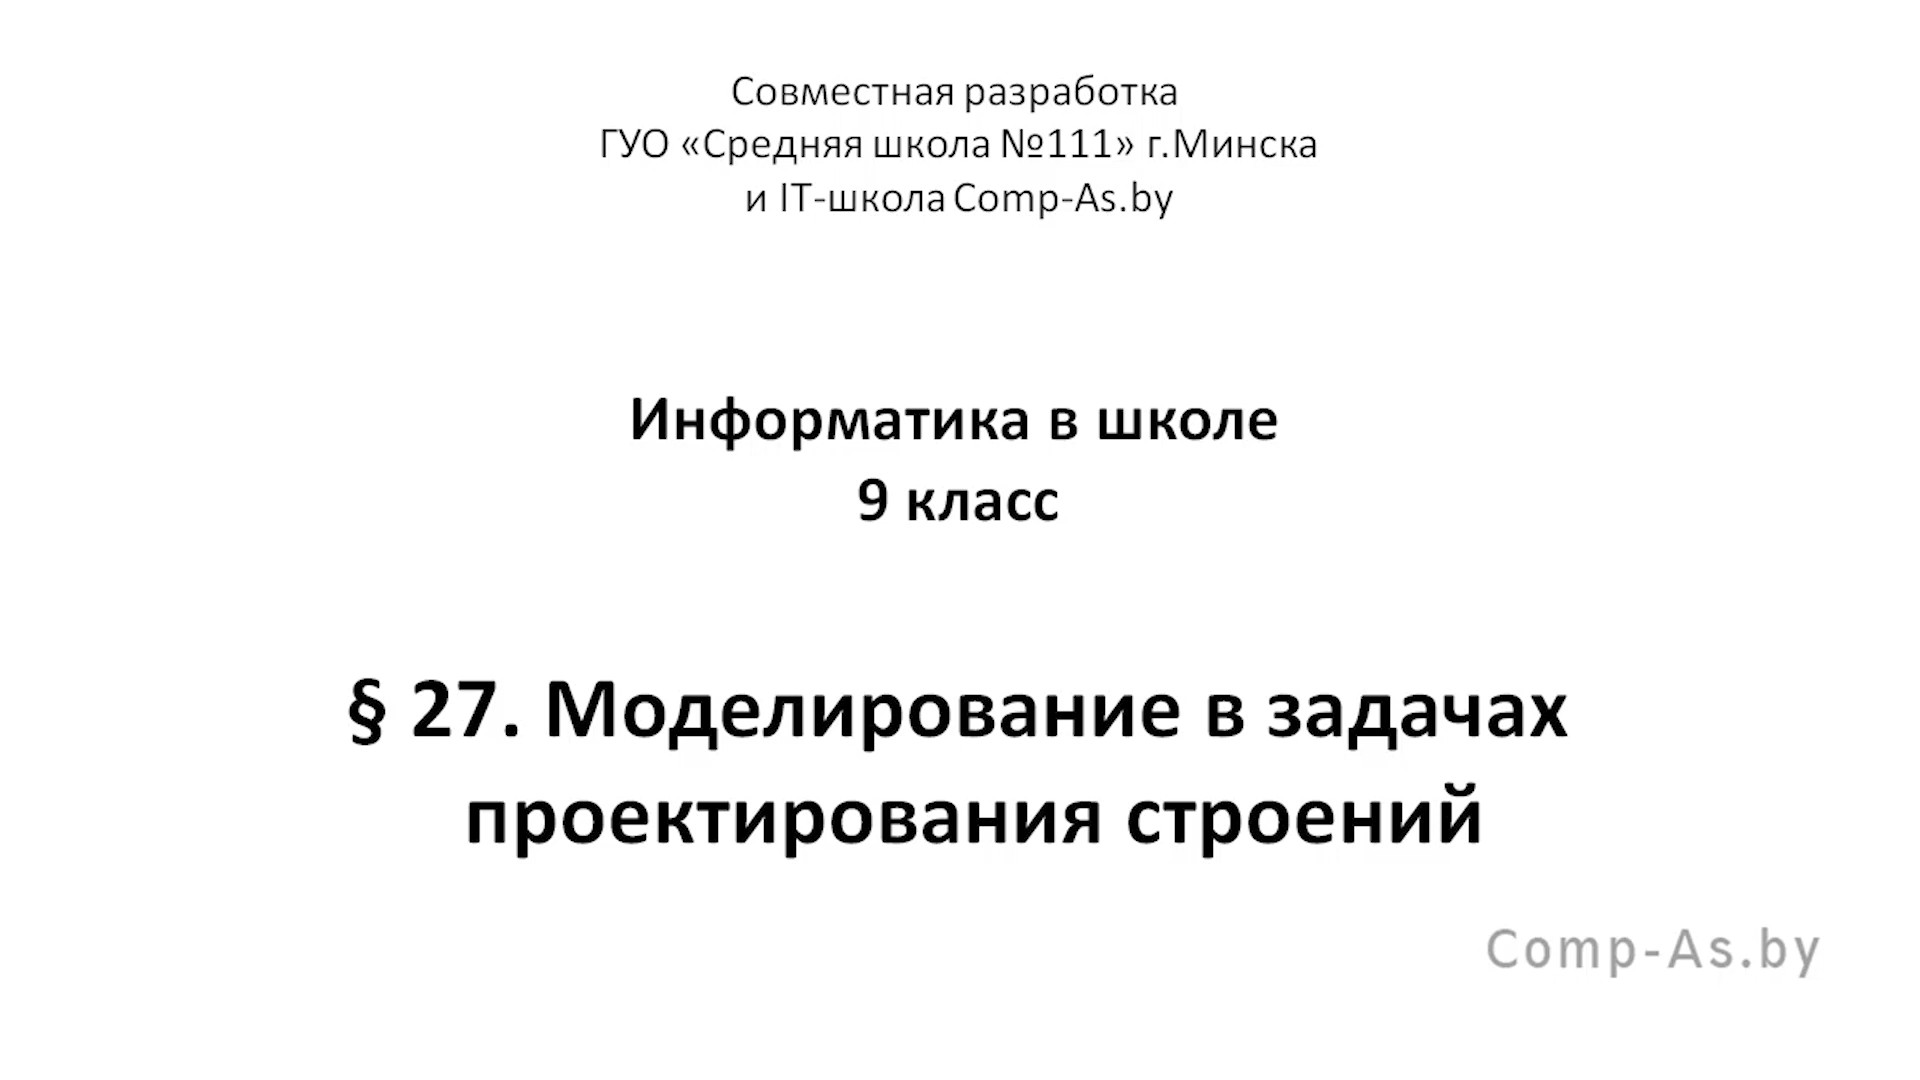 Совместная разработка
ГУО «Средняя школа №111» г.Минска
и IT-школа Comp-As.by
Информатика в школе
9 класс
§ 27. Моделирование в задачах
проектирования строений
Comp-As.by